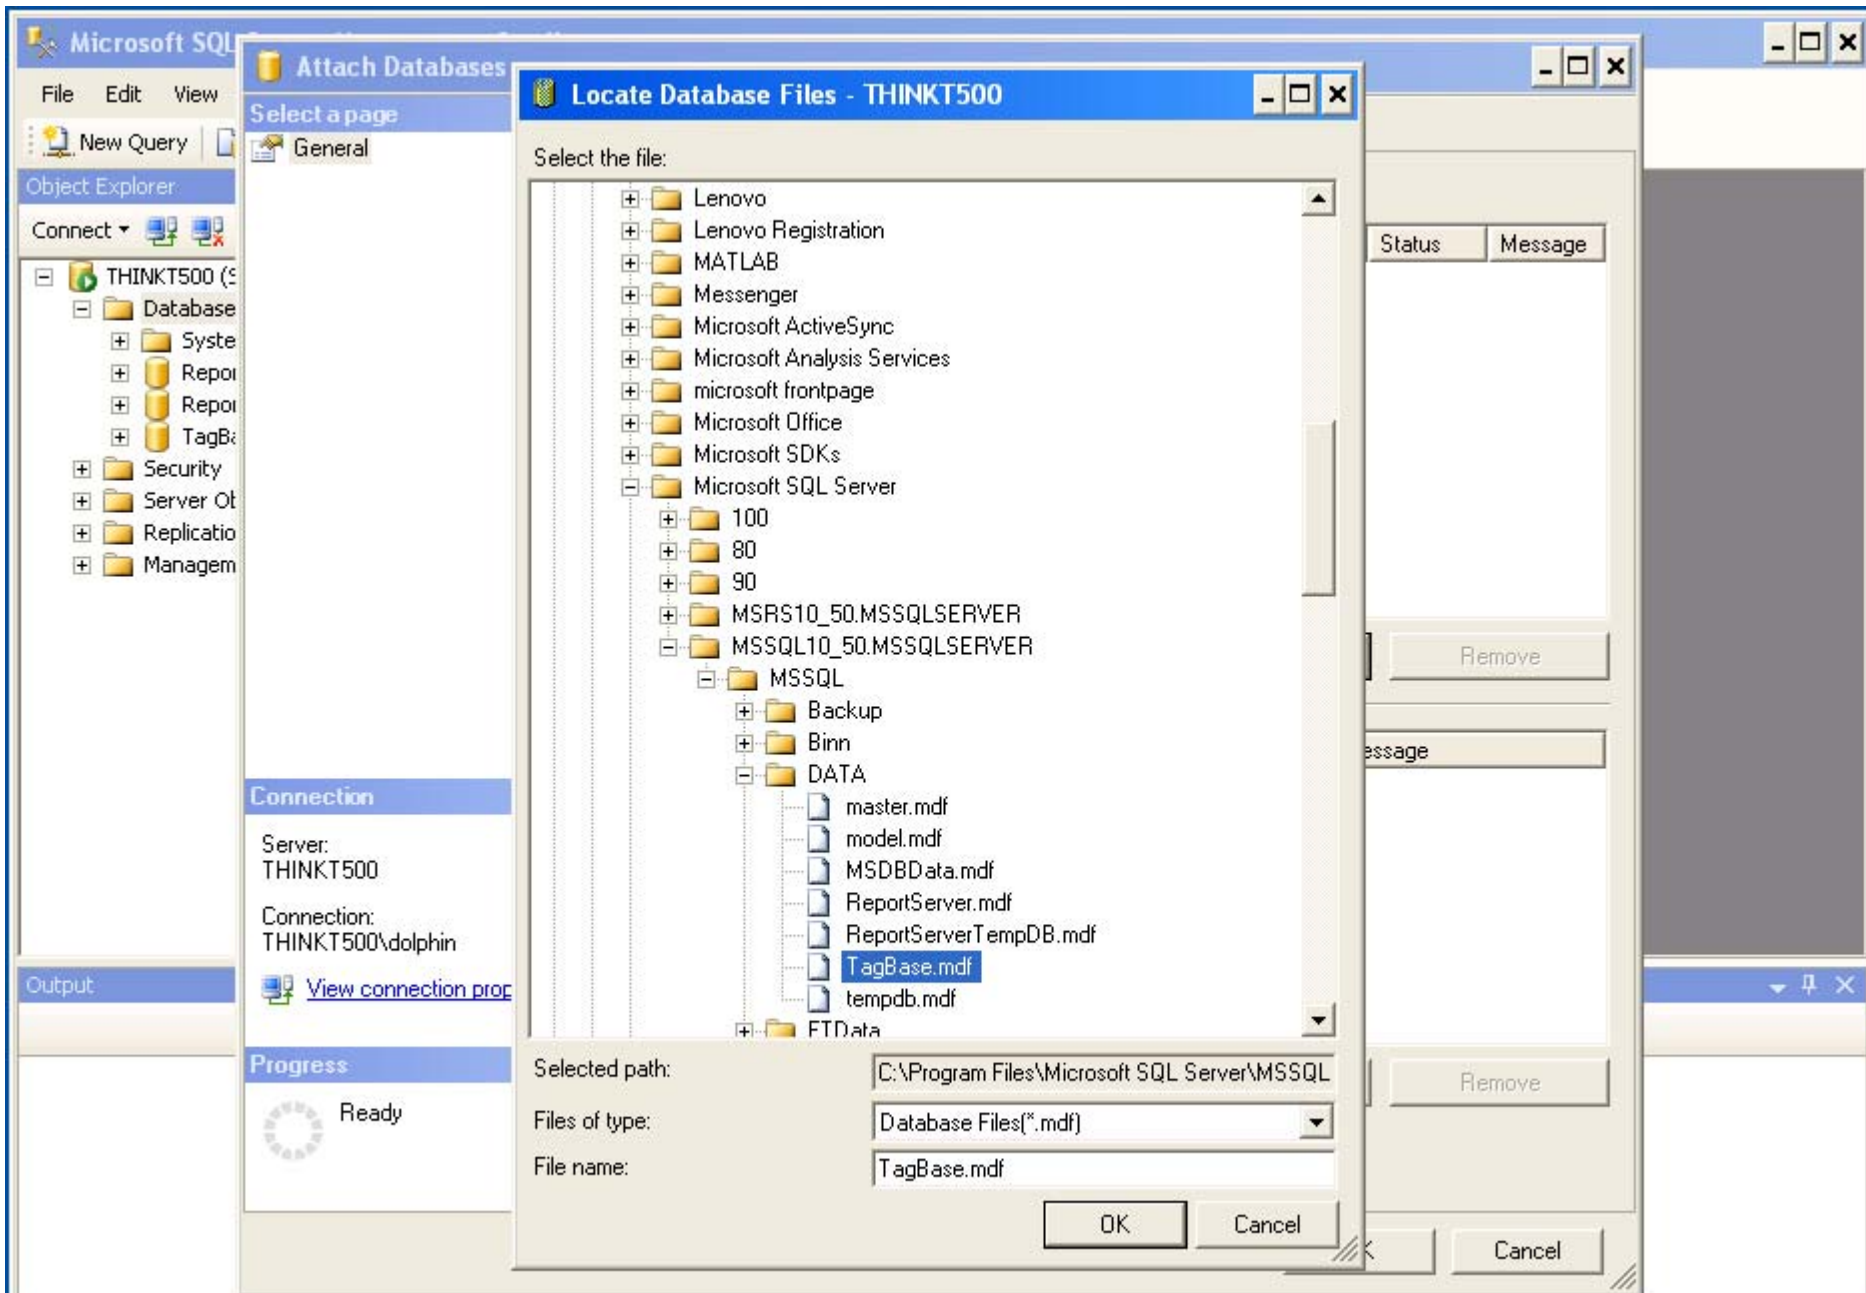 Microsoft SQL
File Edit View
New Query
Object Explorer
Connect
THINKT500 (S
Database
Syste
Repor
Repor
TagBa
Security
Server Ob
Replicatio
Managem
Output
Attach Databases
Select a page
General
Connection
Server:
THINKT500
Connection:
THINKT500\dolphin
View connection prop
Progress
Ready
Status Message
Remove
essage
Remove
Cancel
Locate Database Files - THINKT500
Select the file:
Lenovo
Lenovo Registration
MATLAB
Messenger
Microsoft ActiveSync
Microsoft Analysis Services
microsoft frontpage
Microsoft Office
Microsoft SDKs
Microsoft SQL Server
100
80
90
MSRS10_50.MSSQLSERVER
MSSQL10_50.MSSQLSERVER
MSSQL
Backup
Binn
DATA
master.mdf
model.mdf
MSDBData.mdf
ReportServer.mdf
ReportServerTempDB.mdf
TagBase.mdf
tempdb.mdf
FTData
Selected path: C:\Program Files\Microsoft SQL Server\MSSQL
Files of type: Database Files(*.mdf)
File name: TagBase.mdf
OK Cancel